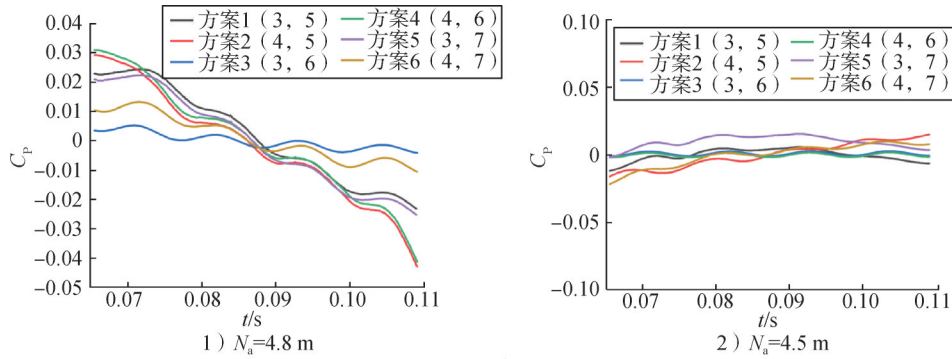 方案1（3，5） 方案4（4，6）
方案2（4，5） 方案5（3，7）
方案3（3，6） 方案6（4，7）
0.04
0.03
0.02
0.01
0
−0.01
−0.02
−0.03
−0.04
−0.05
C_P
0.07 0.08 0.09 0.10 0.11
t/s
1）N_a=4.8 m
方案1（3，5） 方案4（4，6）
方案2（4，5） 方案5（3，7）
方案3（3，6） 方案6（4，7）
0.10
0.05
0
−0.05
−0.10
C_P
0.07 0.08 0.09 0.10 0.11
t/s
2）N_a=4.5 m